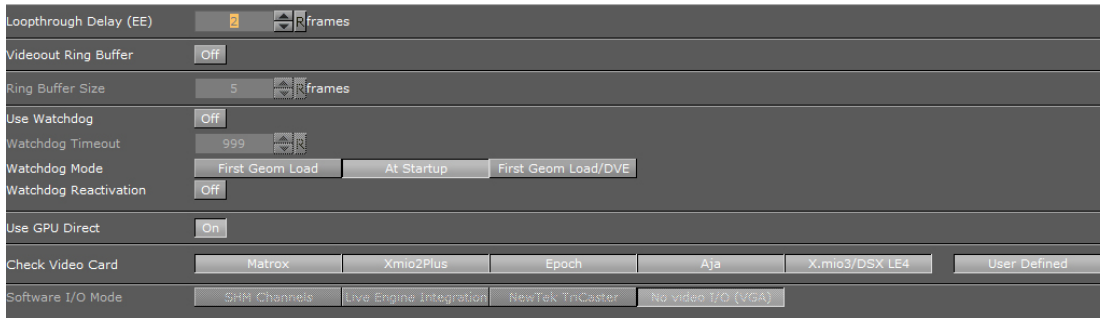 Loopthrough Delay (EE) 2 R frames
Videoout Ring Buffer Off
Ring Buffer Size 5 R frames
Use Watchdog Off
Watchdog Timeout 999 R
Watchdog Mode First Geom Load At Startup First Geom Load/DVE
Watchdog Reactivation Off
Use GPU Direct On
Check Video Card Matrox Xmio2Plus Epoch Aja X.mio3/DSX LE4 User Defined
Software I/O Mode SHM Channels Live Engine Integration NewTek TriCaster No video I/O (VGA)